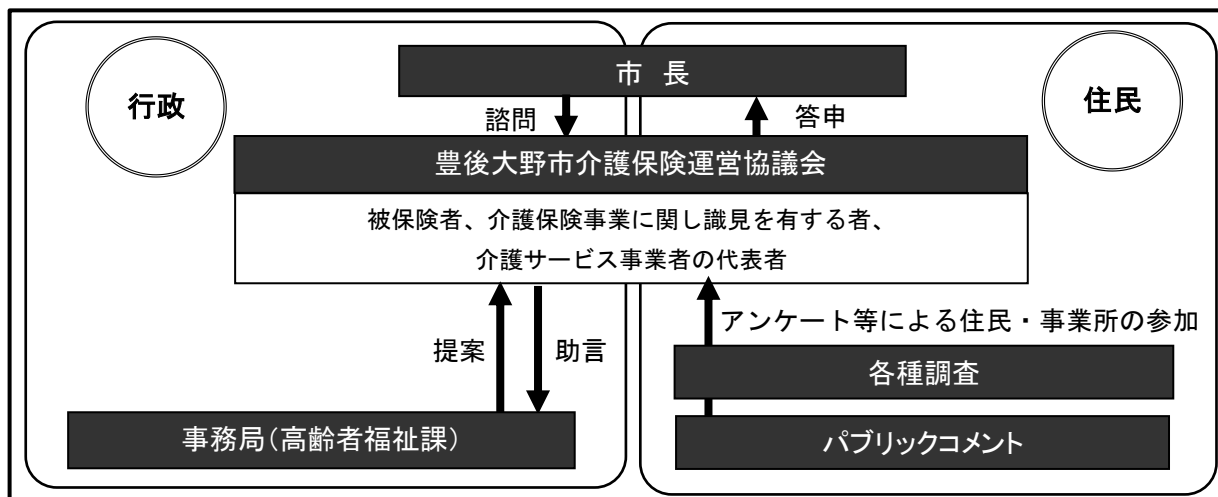 行政
住民
市 長
諮問
答申
豊後大野市介護保険運営協議会
被保険者、介護保険事業に関し識見を有する者、
介護サービス事業者の代表者
提案
助言
アンケート等による住民・事業所の参加
各種調査
事務局(高齢者福祉課)
パブリックコメント